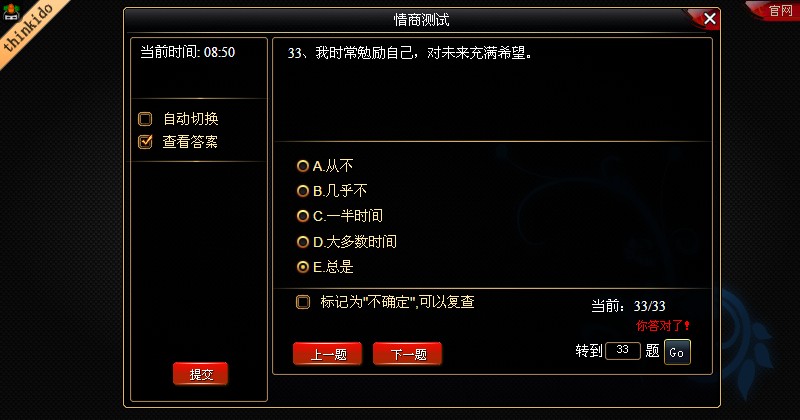 thinkido
官网
情商测试
当前时间: 08:50
自动切换
查看答案
提交
33、我时常勉励自己，对未来充满希望。
A.从不
B.几乎不
C.一半时间
D.大多数时间
E.总是
标记为"不确定",可以复查
当前：33/33
你答对了!
上一题
下一题
转到 33 题 Go